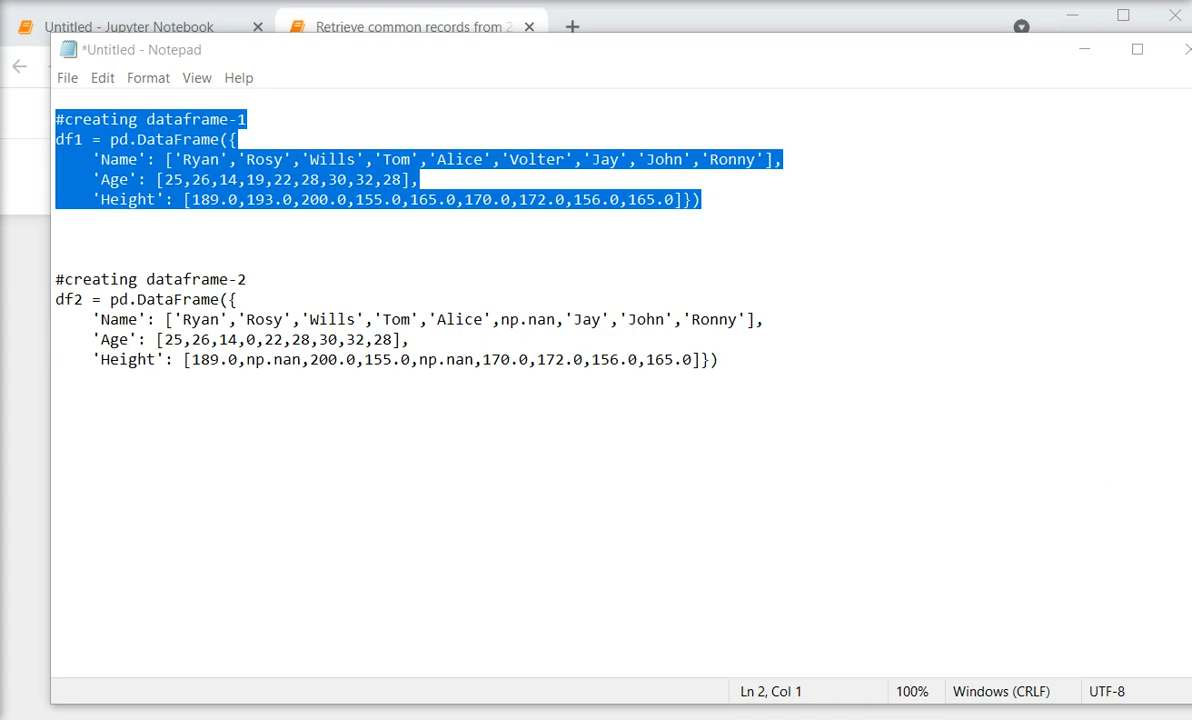 Untitled - Jupyter Notebook
Retrieve common records from 2
*Untitled - Notepad
File Edit Format View Help
#creating dataframe-1
df1 = pd.DataFrame({
'Name': ['Ryan','Rosy','Wills','Tom','Alice','Volter','Jay','John','Ronny'],
'Age': [25,26,14,19,22,28,30,32,28],
'Height': [189.0,193.0,200.0,155.0,165.0,170.0,172.0,156.0,165.0]})
#creating dataframe-2
df2 = pd.DataFrame({
'Name': ['Ryan','Rosy','Wills','Tom','Alice',np.nan,'Jay','John','Ronny'],
'Age': [25,26,14,0,22,28,30,32,28],
'Height': [189.0,np.nan,200.0,155.0,np.nan,170.0,172.0,156.0,165.0]})
Ln 2, Col 1 100% Windows (CRLF) UTF-8